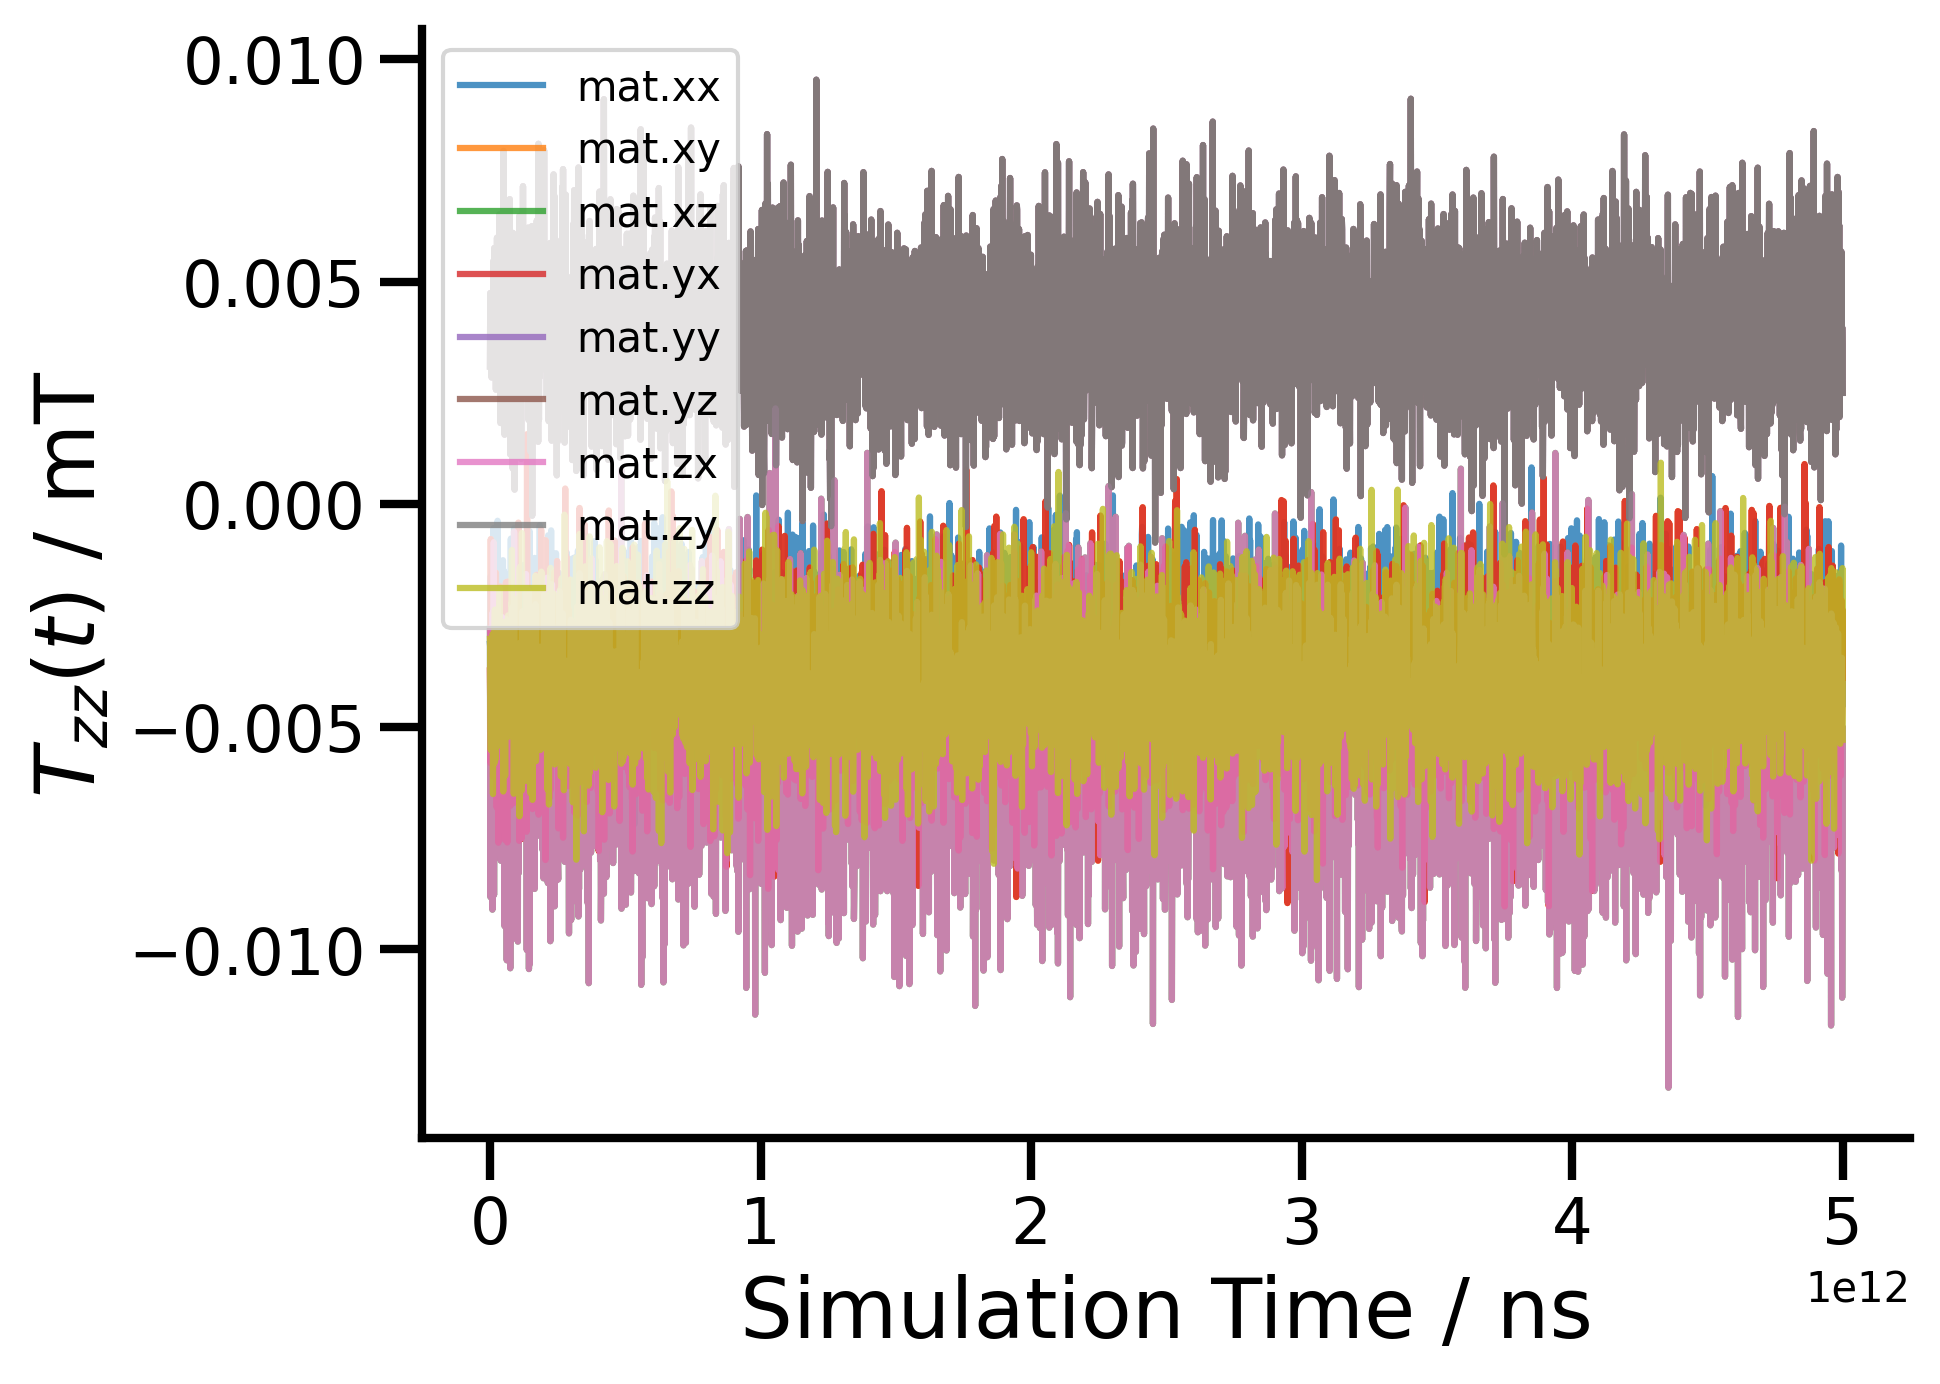 0.010
0.005
0.000
−0.005
−0.010
T_zz(t) / mT
mat.xx
mat.xy
mat.xz
mat.yx
mat.yy
mat.yz
mat.zx
mat.zy
mat.zz
0 1 2 3 4 5
1e12
Simulation Time / ns